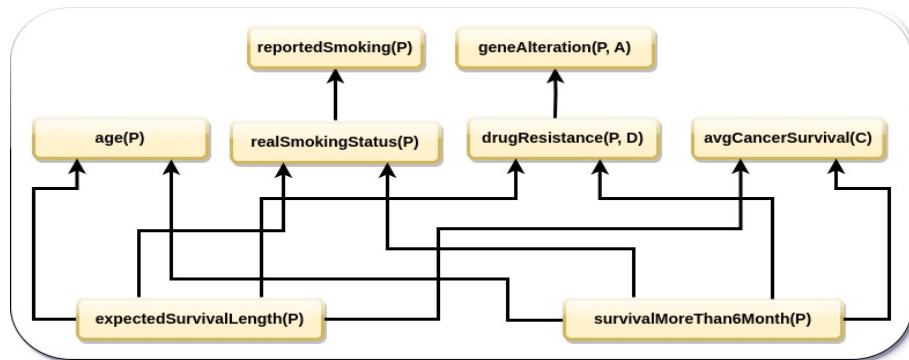 reportedSmoking(P)
geneAlteration(P, A)
age(P)
realSmokingStatus(P)
drugResistance(P, D)
avgCancerSurvival(C)
expectedSurvivalLength(P)
survivalMoreThan6Month(P)